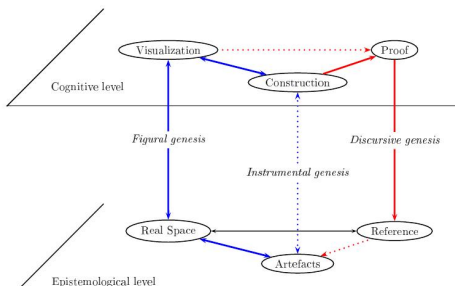 Visualization
Proof
Construction
Cognitive level
Figural genesis
Discursive genesis
Instrumental genesis
Real Space
Reference
Artefacts
Epistemological level